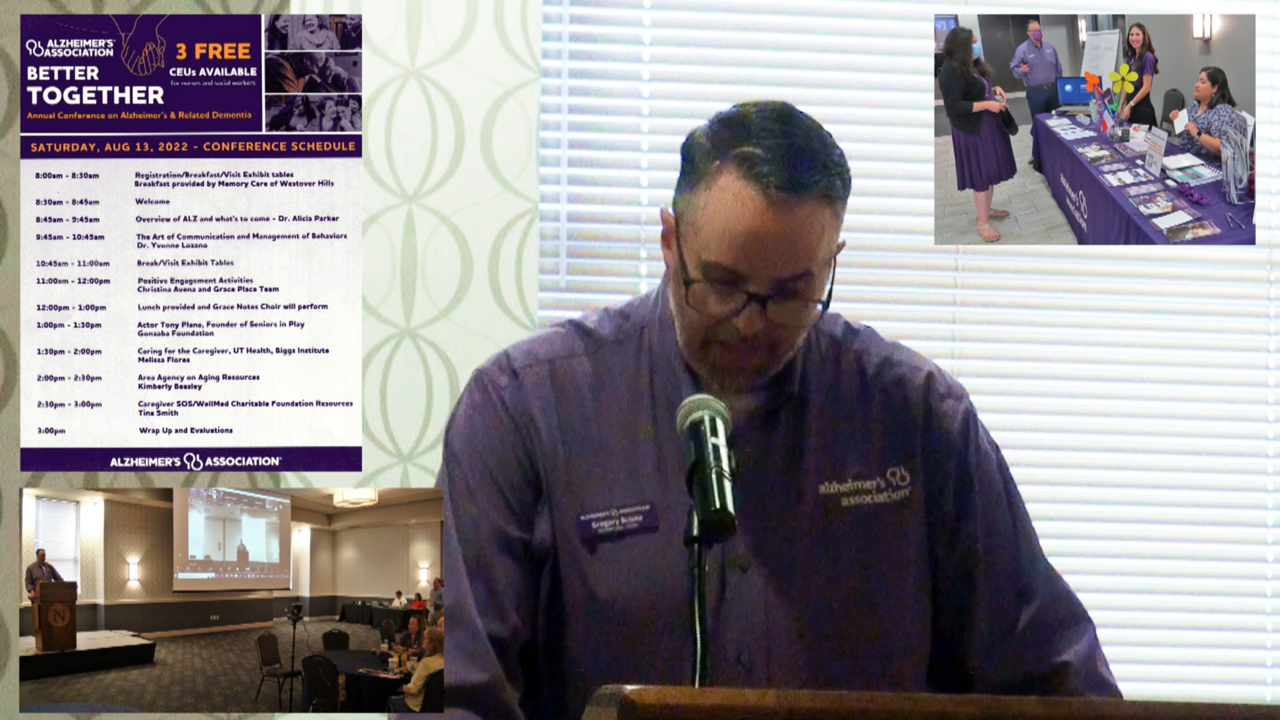 ALZHEIMER'S
ASSOCIATION
BETTER
TOGETHER
3 FREE
CEUs AVAILABLE
for nurses and social workers
Annual Conference on Alzheimer's & Related Dementia
SATURDAY, AUG 13, 2022 - CONFERENCE SCHEDULE
8:00am - 8:30am Registration/Breakfast/Visit Exhibit tables
Breakfast provided by Memory Care of Westover Hills
8:30am - 8:45am Welcome
8:45am - 9:45am Overview of ALZ and what's to come - Dr. Alicia Parker
9:45am - 10:45am The Art of Communication and Management of Behaviors
Dr. Yvonne Lozano
10:45am - 11:00am Break/Visit Exhibit Tables
11:00am - 12:00pm Positive Engagement Activities
Christina Avena and Grace Place Team
12:00pm - 1:00pm Lunch provided and Grace Notes Choir will perform
1:00pm - 1:30pm Actor Tony Plana, Founder of Seniors in Play
Gonzaba Foundation
1:30pm - 2:00pm Caring for the Caregiver, UT Health, Biggs Institute
Melissa Flores
2:00pm - 2:30pm Area Agency on Aging Resources
Kimberly Beasley
2:30pm - 3:00pm Caregiver SOS/WellMed Charitable Foundation Resources
Tina Smith
3:00pm Wrap Up and Evaluations
ALZHEIMER'S ASSOCIATION
N
ALZHEIMER'S ASSOCIATION
Gregory
alzheimer's
association